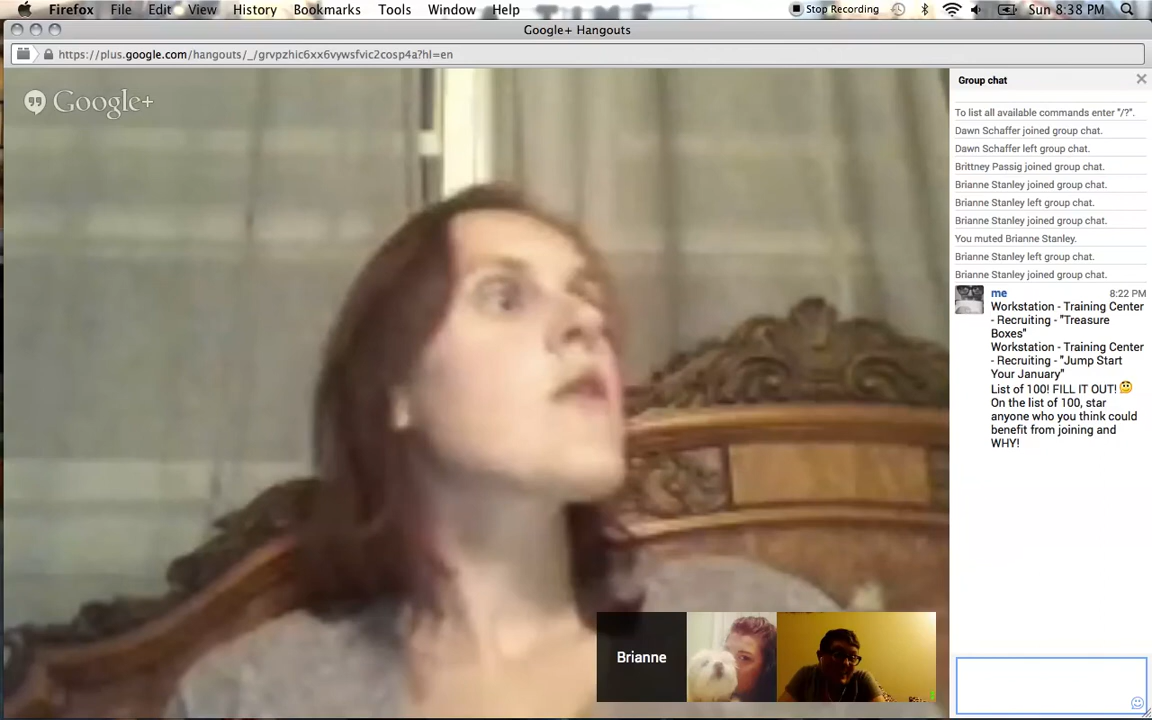 Firefox File Edit View History Bookmarks Tools Window Help Stop Recording Sun 8:38 PM
Google+ Hangouts
https://plus.google.com/hangouts/_/grvpzhic6xx6vywsfvic2cosp4a?hl=en
Google+
Group chat
To list all available commands enter "/?".
Dawn Schaffer joined group chat.
Dawn Schaffer left group chat.
Brittney Passig joined group chat.
Brianne Stanley joined group chat.
Brianne Stanley left group chat.
Brianne Stanley joined group chat.
You muted Brianne Stanley.
Brianne Stanley left group chat.
Brianne Stanley joined group chat.
me 8:22 PM
Workstation - Training Center
- Recruiting - "Treasure
Boxes"
Workstation - Training Center
- Recruiting - "Jump Start
Your January"
List of 100! FILL IT OUT!
On the list of 100, star
anyone who you think could
benefit from joining and
WHY!
Brianne